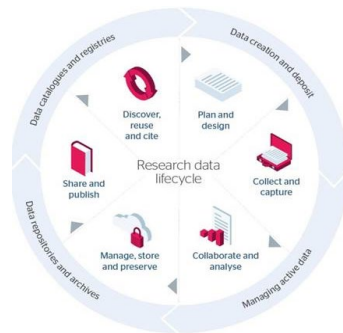 Data catalogues and registries
Data creation and deposit
Discover,
reuse
and cite
Plan and
design
Research data
lifecycle
Share and
publish
Collect and
capture
Manage, store
and preserve
Collaborate and
analyse
Data repositories and archives
Managing active data